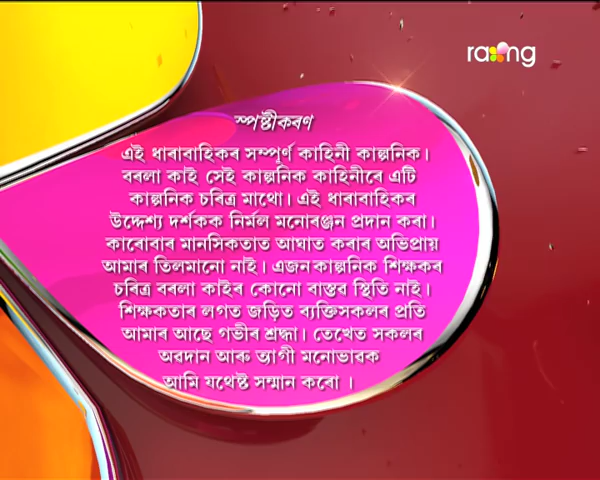 rang
স্পষ্টীকৰণ
এই ধাৰাবাহিকৰ সম্পূৰ্ণ কাহিনী কাল্পনিক।
বৰলা কাই সেই কাল্পনিক কাহিনীৰে এটি
কাল্পনিক চৰিত্ৰ মাথো। এই ধাৰাবাহিকৰ
উদ্দেশ্য দৰ্শকক নিৰ্মল মনোৰঞ্জন প্ৰদান কৰা।
কাৰোবাৰ মানসিকতাত আঘাত কৰাৰ অভিপ্ৰায়
আমাৰ তিলমানো নাই। এজন কাল্পনিক শিক্ষকৰ
চৰিত্ৰ বৰলা কাইৰ কোনো বাস্তৱ স্থিতি নাই।
শিক্ষকতাৰ লগত জড়িত ব্যক্তিসকলৰ প্ৰতি
আমাৰ আছে গভীৰ শ্ৰদ্ধা। তেখেত সকলৰ
অৱদান আৰু ত্যাগী মনোভাৱক
আমি যথেষ্ট সন্মান কৰো ।